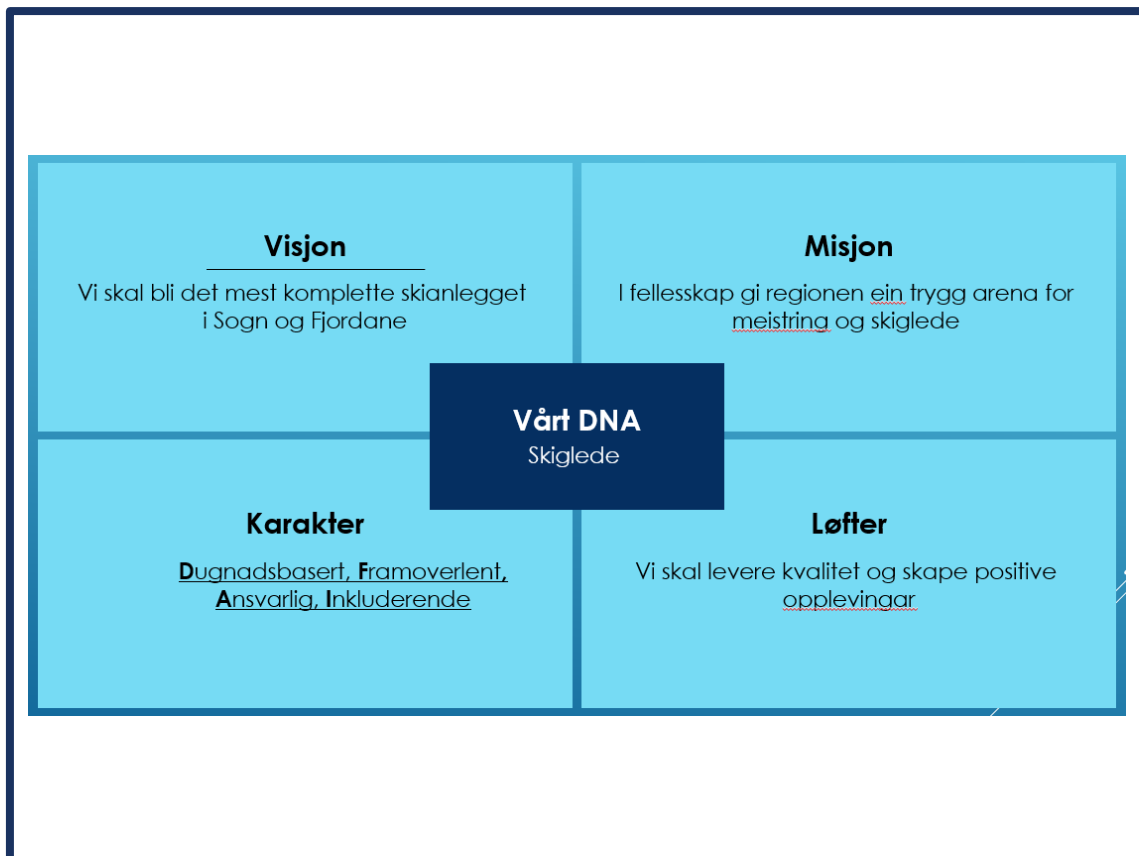 Visjon
Vi skal bli det mest komplette skianlegget
i Sogn og Fjordane
Misjon
I fellesskap gi regionen ein trygg arena for
meistring og skiglede
Vårt DNA
Skiglede
Karakter
Dugnadsbasert, Framoverlent,
Ansvarlig, Inkluderende
Løfter
Vi skal levere kvalitet og skape positive
opplevingar